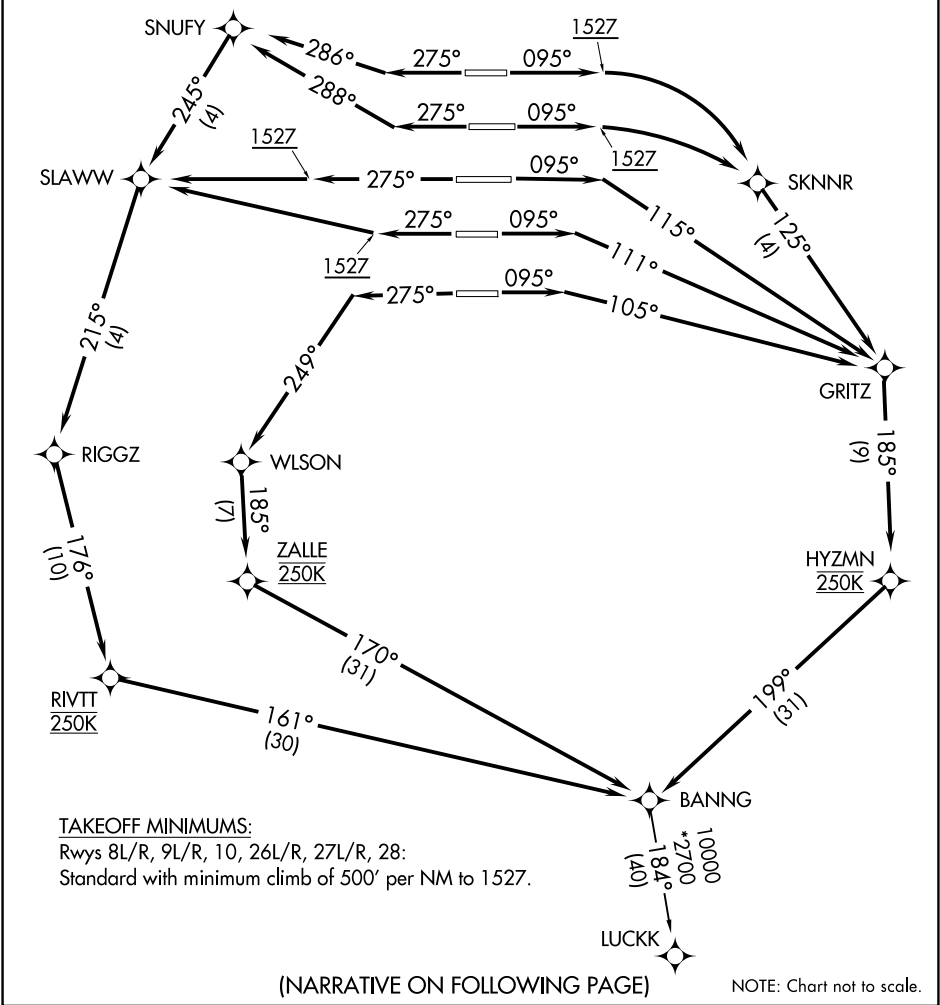 SNUFY
286°
275°
095°
1527
288°
275°
095°
1527
245°
(4)
1527
SLAWW
275°
095°
SKNNR
115°
125°
(4)
275°
095°
1527
111°
275°
095°
105°
215°
(4)
249°
GRITZ
RIGGZ
WLSON
185°
(7)
185°
(9)
176°
(10)
ZALLE
250K
HYZMN
250K
170°
(31)
199°
(31)
RIVTT
250K
161°
(30)
BANNG
10000
*2700
184°
(40)
TAKEOFF MINIMUMS:
Rwys 8L/R, 9L/R, 10, 26L/R, 27L/R, 28:
Standard with minimum climb of 500' per NM to 1527.
LUCKK
(NARRATIVE ON FOLLOWING PAGE)
NOTE: Chart not to scale.